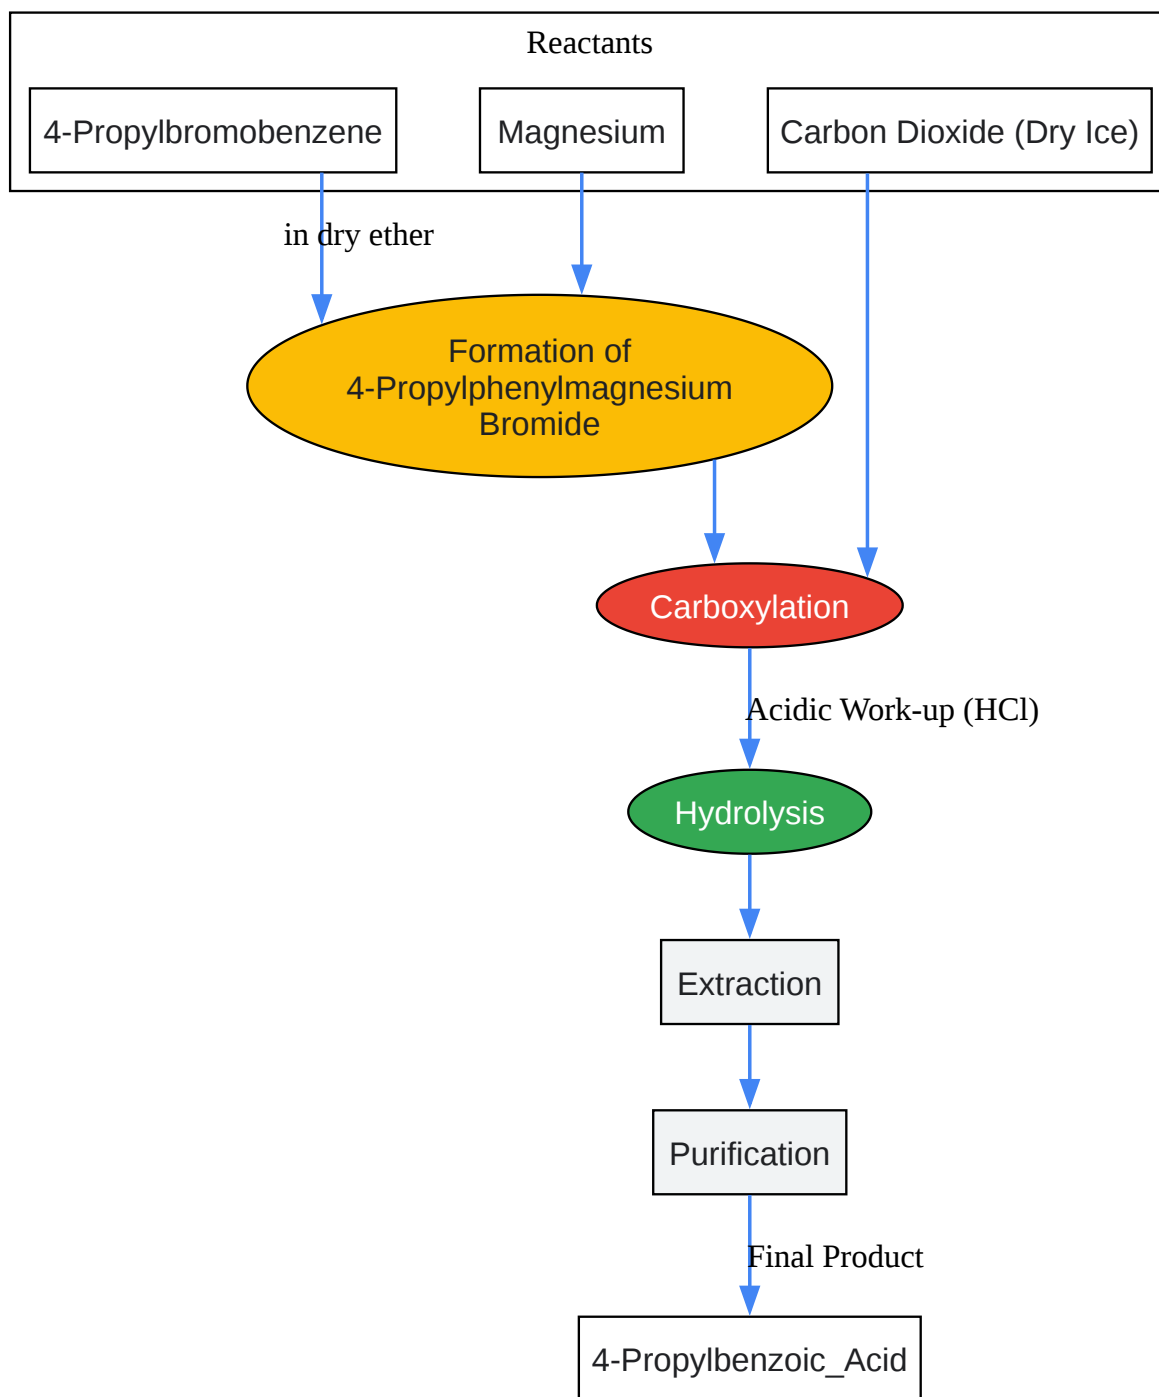 Reactants
4-Propylbromobenzene
Magnesium
Carbon Dioxide (Dry Ice)
in dry ether
Formation of
4-Propylphenylmagnesium
Bromide
Carboxylation
Acidic Work-up (HCl)
Hydrolysis
Extraction
Purification
Final Product
4-Propylbenzoic_Acid